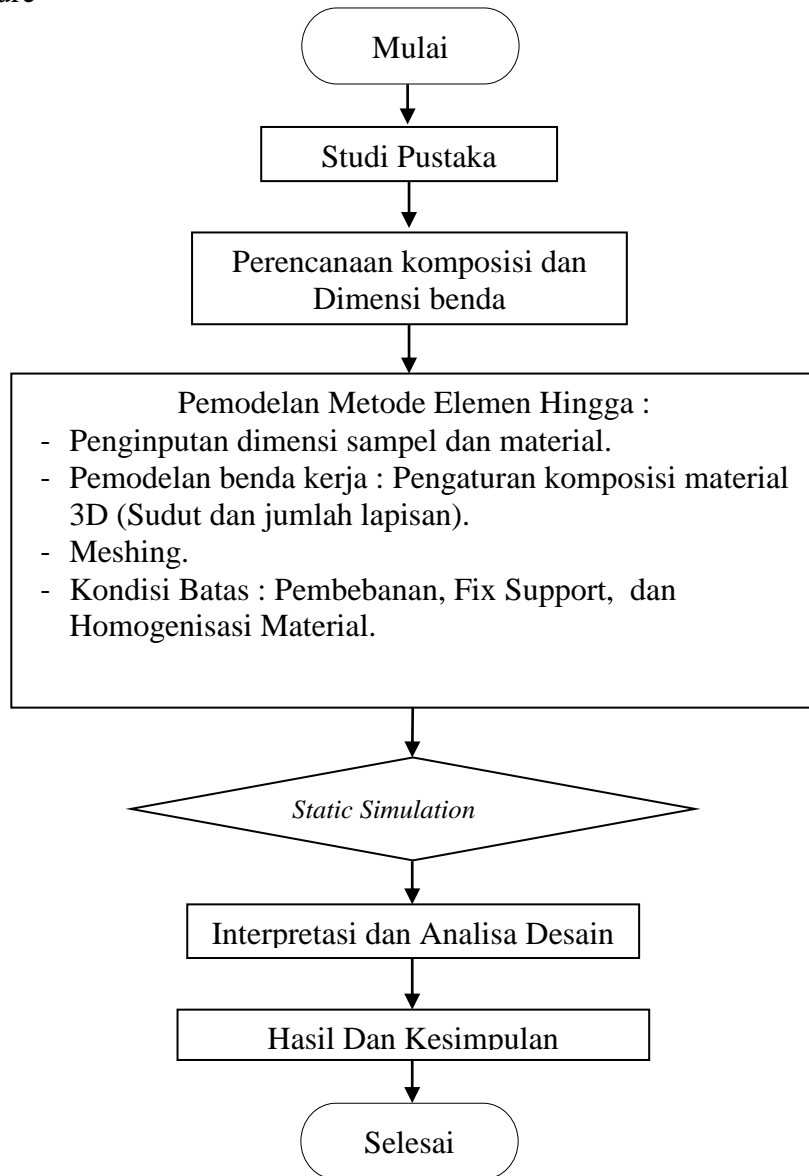 Mulai
Studi Pustaka
Perencanaan komposisi dan
Dimensi benda
Pemodelan Metode Elemen Hingga :
- Penginputan dimensi sampel dan material.
- Pemodelan benda kerja : Pengaturan komposisi material
3D (Sudut dan jumlah lapisan).
- Meshing.
- Kondisi Batas : Pembebanan, Fix Support, dan
Homogenisasi Material.
Static Simulation
Interpretasi dan Analisa Desain
Hasil Dan Kesimpulan
Selesai